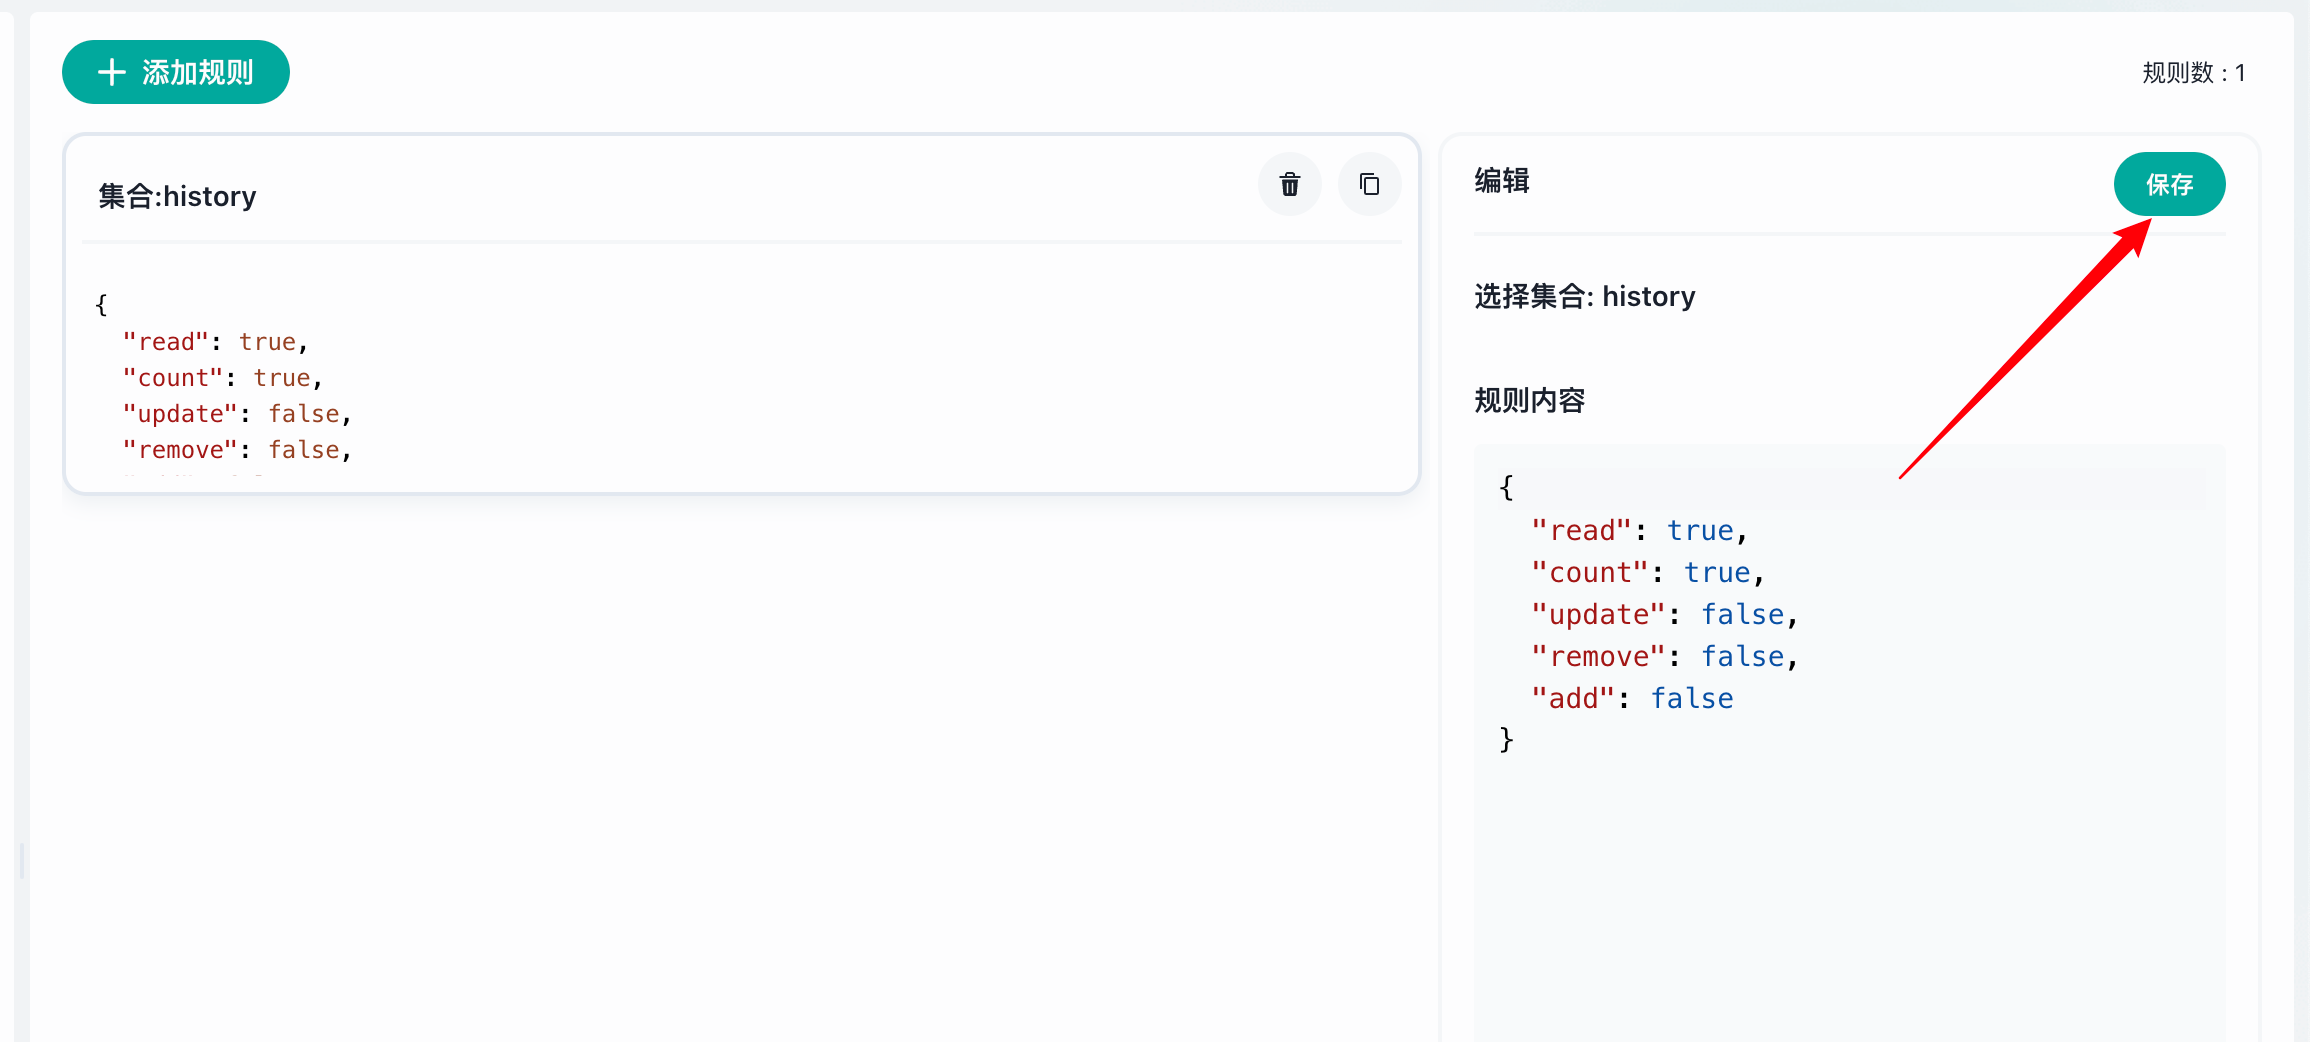 添加规则
规则数 : 1
集合:history
{
"read": true,
"count": true,
"update": false,
"remove": false,
编辑
保存
选择集合: history
规则内容
{
"read": true,
"count": true,
"update": false,
"remove": false,
"add": false
}